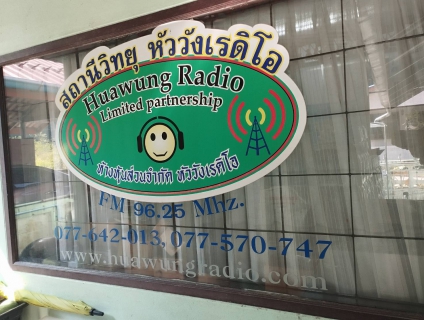 สถานีวิทยุ หัววังเรดิโอ
Huawung Radio
Limited partnership
ห้างหุ้นส่วนจำกัด หัววังเรดิโอ
FM 96.25 Mhz.
077-642-013, 077-570-747
www.huawungradio.com